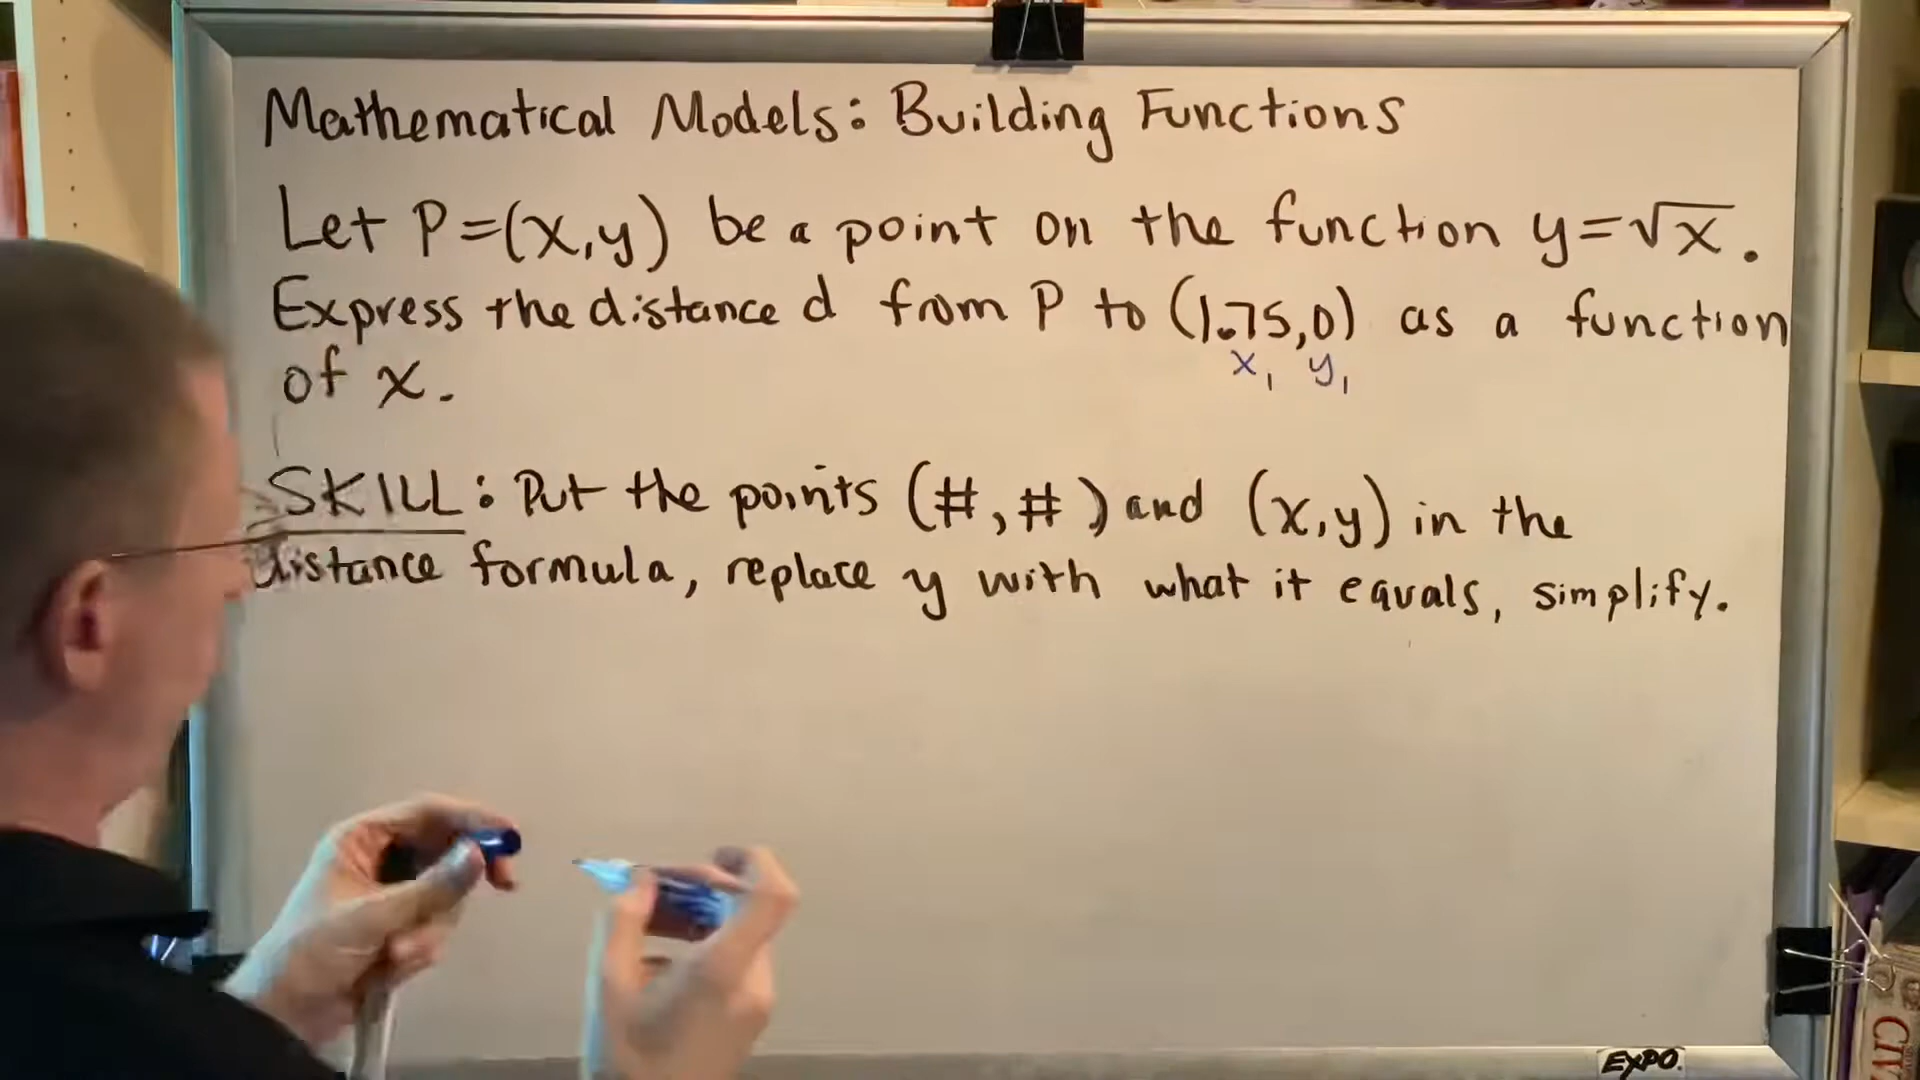 Mathematical Models: Building Functions
Let P=(x,y) be a point on the function y=√x.
Express the distance d from P to (1.75,0) as a function
x₁ y₁
of x.
SKILL: Put the points (#,#) and (x,y) in the
distance formula, replace y with what it equals, simplify.
EXPO